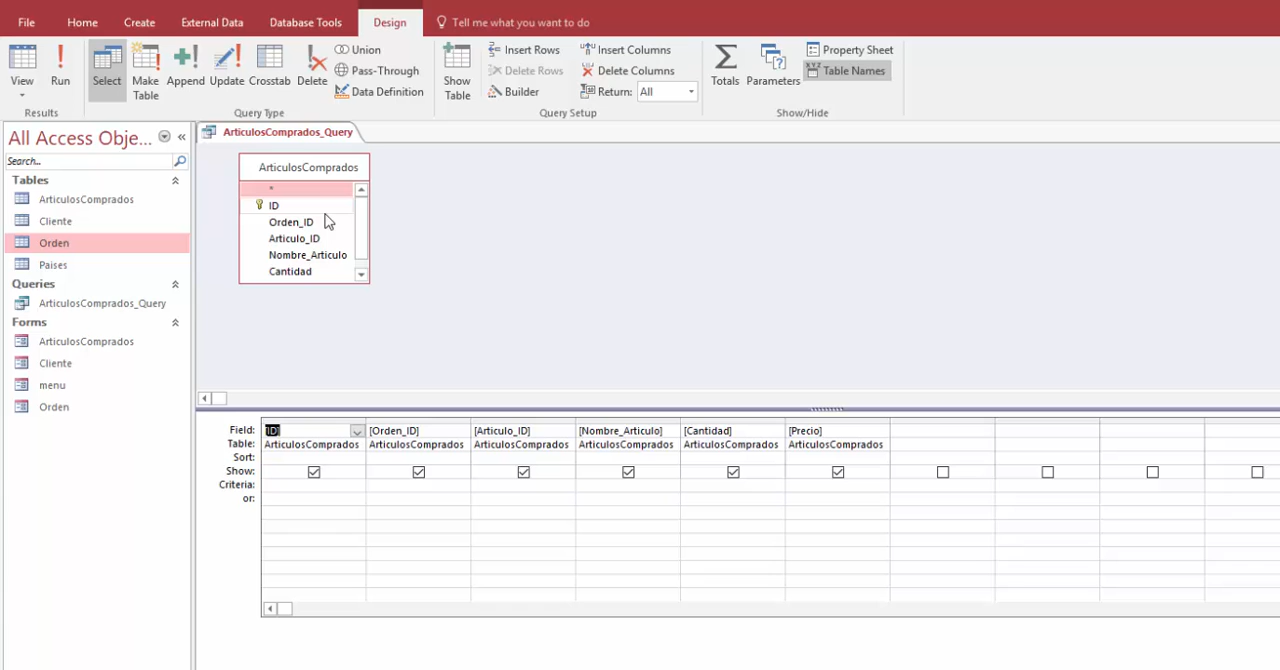 File Home Create External Data Database Tools Design Tell me what you want to do
View Run Select Make Table Append Update Crosstab Delete
Union
Pass-Through
Data Definition
Show Table
Insert Rows
Delete Rows
Builder
Insert Columns
Delete Columns
Return: All
Totals Parameters
Property Sheet
Table Names
Results Query Type Query Setup Show/Hide
All Access Obje... «
Search...
Tables
ArticulosComprados
Cliente
Orden
Paises
Queries
ArticulosComprados_Query
Forms
ArticulosComprados
Cliente
menu
Orden
ArticulosComprados_Query
ArticulosComprados
*
ID
Orden_ID
Articulo_ID
Nombre_Articulo
Cantidad
Field: [ID] [Orden_ID] [Articulo_ID] [Nombre_Articulo] [Cantidad] [Precio]
Table: ArticulosComprados ArticulosComprados ArticulosComprados ArticulosComprados ArticulosComprados ArticulosComprados
Sort:
Show:
Criteria:
or: